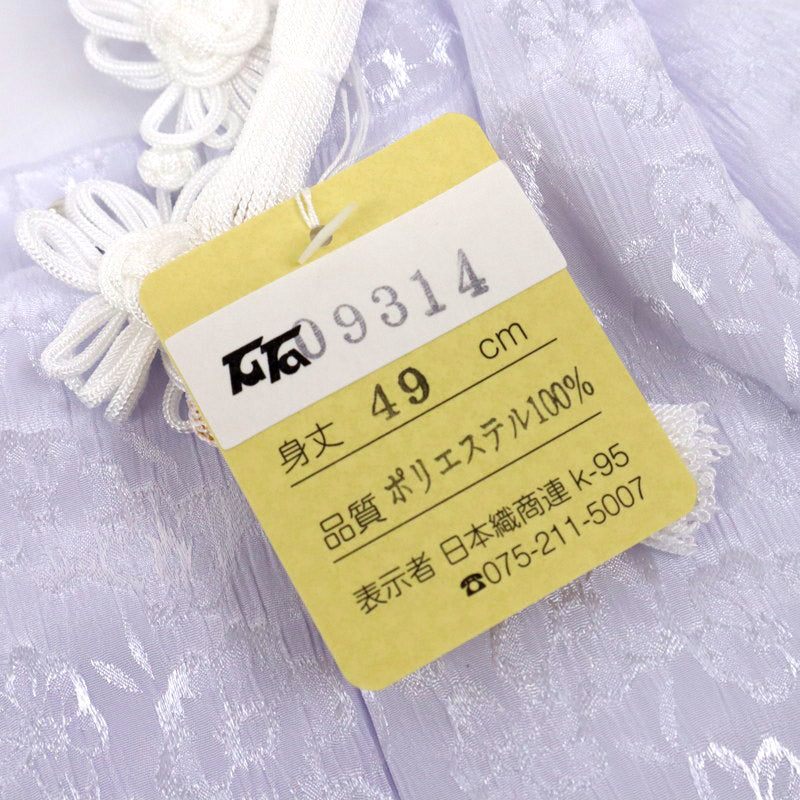 09314
身丈 49 cm
品質 ポリエステル100%
表示者 日本織商連 k-95
☎075-211-5007